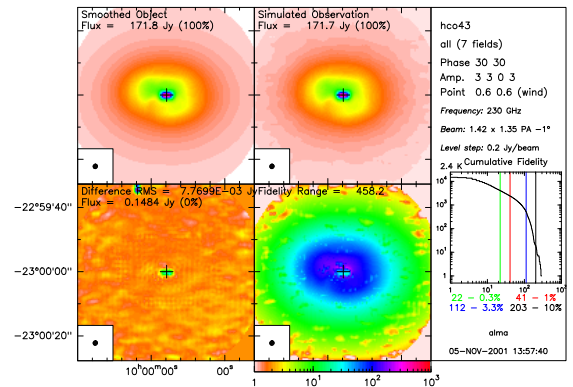 Smoothed Object
Flux = 171.8 Jy (100%)
Simulated Observation
Flux = 171.7 Jy (100%)
hco43
all (7 fields)
Phase 30 30
Amp. 3 3 0 3
Point 0.6 0.6 (wind)
Frequency: 230 GHz
Beam: 1.42 x 1.35 PA -1°
Level step: 0.2 Jy/beam
2.4 K
Cumulative Fidelity
Difference RMS = 7.7699E-03 Jy
Flux = 0.1484 Jy (0%)
Fidelity Range = 458.2
-22°59'40"
-23°00'00"
-23°00'20"
10ʰ00ᵐ00ˢ
00ˢ
1 10¹ 10² 10³
10⁴
1000
100
10
1
1 10¹ 10²
22 - 0.3%
41 - 1%
112 - 3.3%
203 - 10%
alma
05-NOV-2001 13:57:40